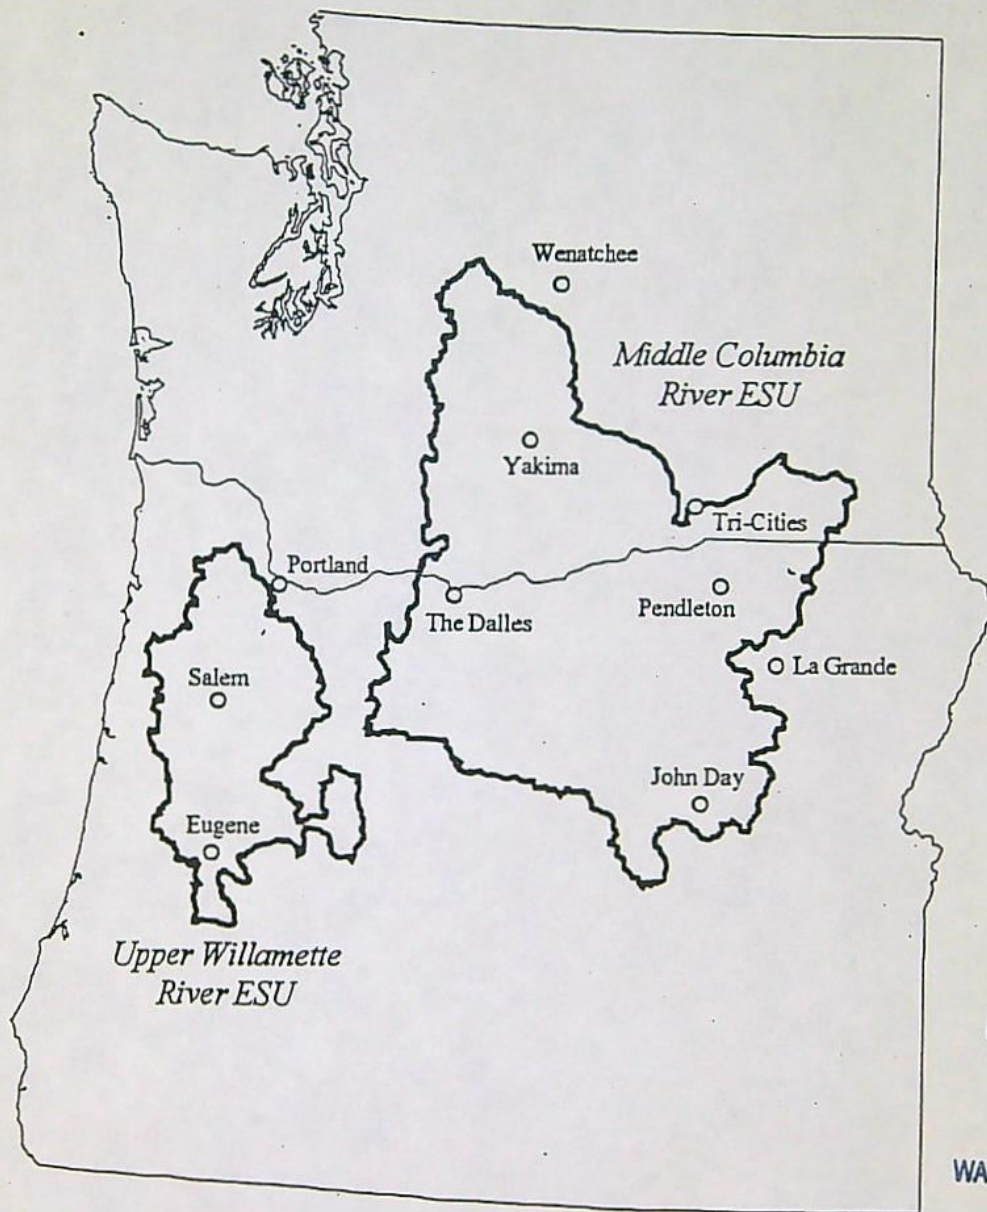 Wenatchee
Middle Columbia
River ESU
Yakima
Tri-Cities
Portland
The Dalles
Pendleton
La Grande
Salem
John Day
Eugene
Upper Willamette
River ESU
WA